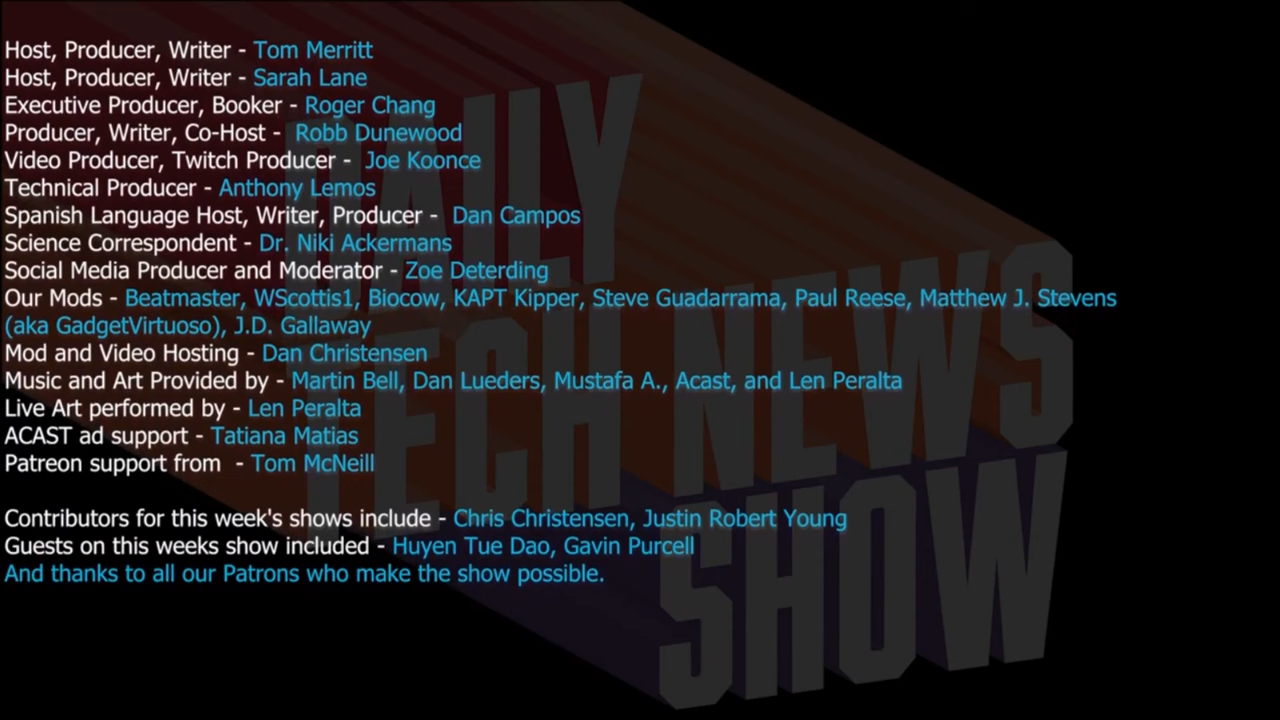 Host, Producer, Writer - Tom Merritt
Host, Producer, Writer - Sarah Lane
Executive Producer, Booker - Roger Chang
Producer, Writer, Co-Host - Robb Dunewood
Video Producer, Twitch Producer - Joe Koonce
Technical Producer - Anthony Lemos
Spanish Language Host, Writer, Producer - Dan Campos
Science Correspondent - Dr. Niki Ackermans
Social Media Producer and Moderator - Zoe Deterding
Our Mods - Beatmaster, WScottis1, Biocow, KAPT Kipper, Steve Guadarrama, Paul Reese, Matthew J. Stevens
(aka GadgetVirtuoso), J.D. Gallaway
Mod and Video Hosting - Dan Christensen
Music and Art Provided by - Martin Bell, Dan Lueders, Mustafa A., Acast, and Len Peralta
Live Art performed by - Len Peralta
ACAST ad support - Tatiana Matias
Patreon support from - Tom McNeill
Contributors for this week's shows include - Chris Christensen, Justin Robert Young
Guests on this weeks show included - Huyen Tue Dao, Gavin Purcell
And thanks to all our Patrons who make the show possible.
DAILY
TECH NEWS
SHOW